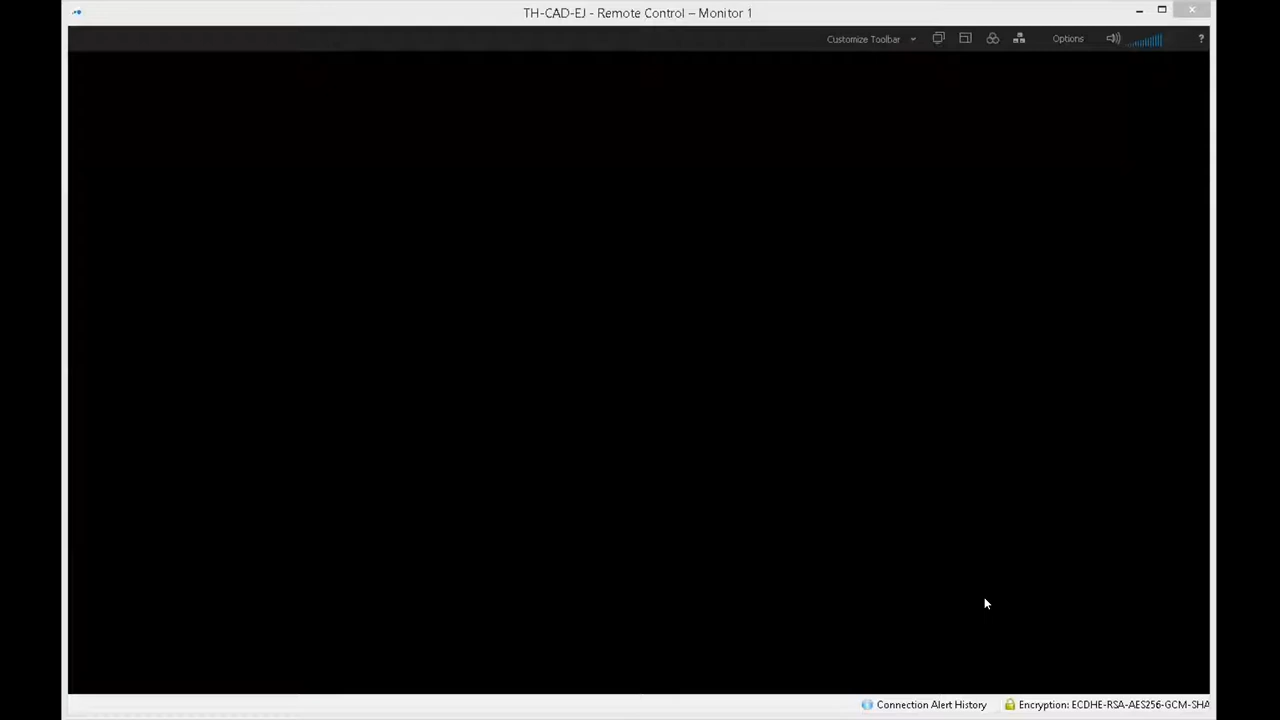 TH-CAD-EJ - Remote Control – Monitor 1
Customize Toolbar
Options
?
Connection Alert History
Encryption: ECDHE-RSA-AES256-GCM-SHA